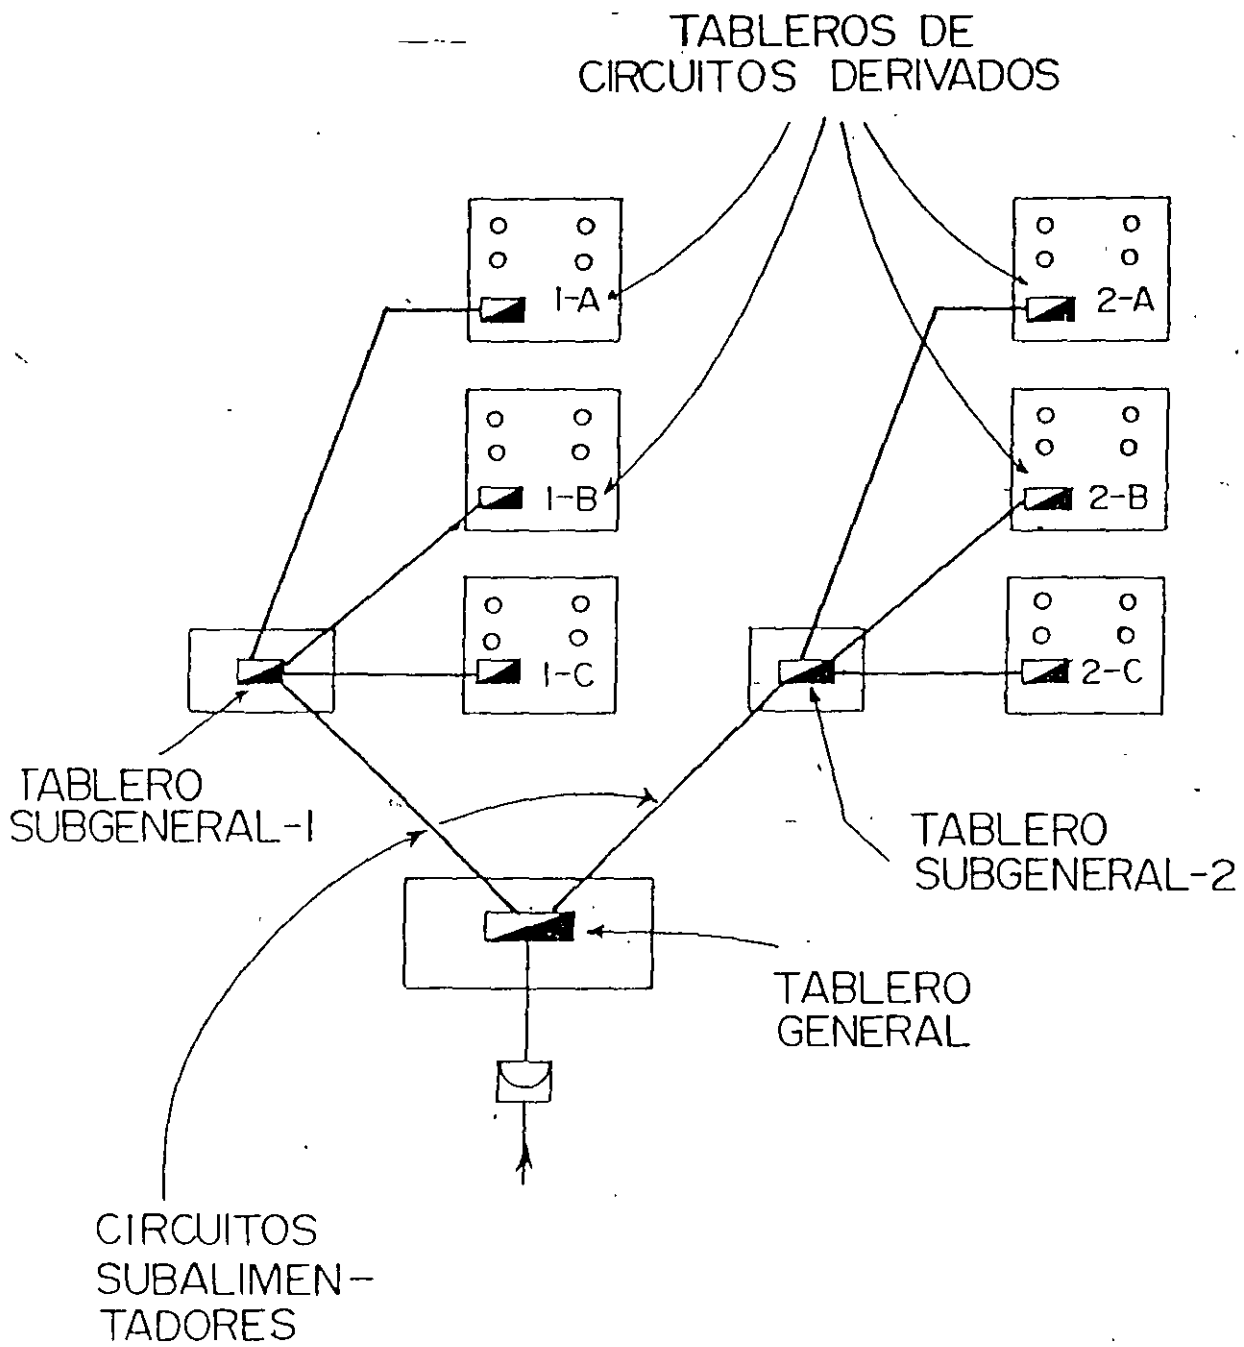 TABLEROS DE
CIRCUITOS DERIVADOS
1-A
2-A
1-B
2-B
1-C
2-C
TABLERO
SUBGENERAL-1
TABLERO
SUBGENERAL-2
TABLERO
GENERAL
CIRCUITOS
SUBALIMEN-
TADORES